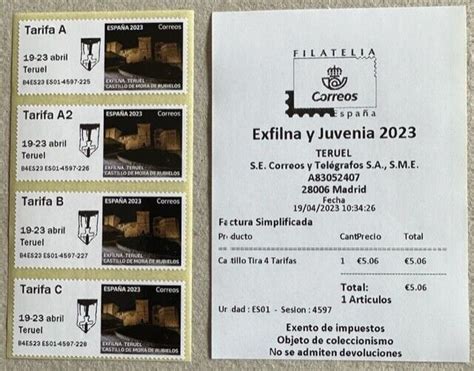 Tarifa A
19-23 abril
Teruel
B4ES23 ES01-4597-225
ESPAÑA 2023 Correos
EXFILNA. TERUEL
CASTILLO DE MORA DE RUBIELOS
Tarifa A2
19-23 abril
Teruel
B4ES23 ES01-4597-226
ESPAÑA 2023 Correos
EXFILNA. TERUEL
CASTILLO DE MORA DE RUBIELOS
Tarifa B
19-23 abril
Teruel
B4ES23 ES01-4597-227
ESPAÑA 2023 Correos
EXFILNA. TERUEL
CASTILLO DE MORA DE RUBIELOS
Tarifa C
19-23 abril
Teruel
B4ES23 ES01-4597-228
ESPAÑA 2023 Correos
EXFILNA. TERUEL
CASTILLO DE MORA DE RUBIELOS
FILATELIA
Correos
España
Exfilna y Juvenia 2023
TERUEL
S.E. Correos y Telégrafos S.A., S.M.E.
A83052407
28006 Madrid
Fecha
19/04/2023 10:34:26
Factura Simplificada
Producto Cant Precio Total
Castillo Tira 4 Tarifas 1 €5.06 €5.06
Total: €5.06
1 Articulos
Unidad: ES01 - Sesion: 4597
Exento de impuestos
Objeto de coleccionismo
No se admiten devoluciones